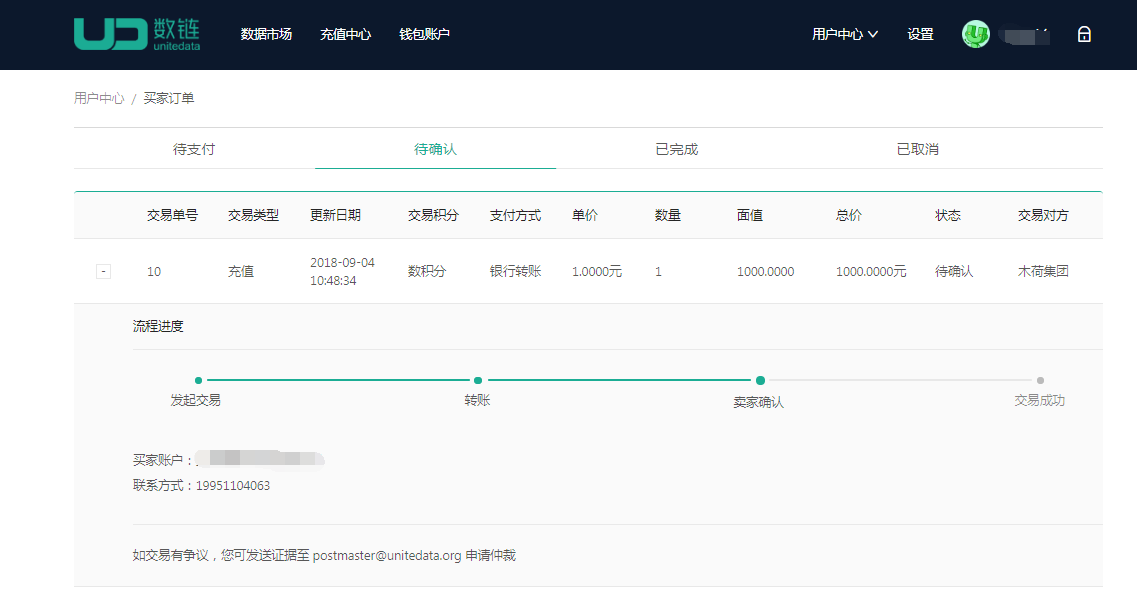 UD 数链 unitedata
数据市场 充值中心 钱包账户 用户中心 设置
用户中心 / 买家订单
待支付 待确认 已完成 已取消
交易单号 交易类型 更新日期 交易积分 支付方式 单价 数量 面值 总价 状态 交易对方
- 10 充值 2018-09-04 10:48:34 数积分 银行转账 1.0000元 1 1000.0000 1000.0000元 待确认 木荷集团
流程进度
发起交易 转账 卖家确认 交易成功
买家账户：
联系方式：19951104063
如交易有争议，您可发送证据至 postmaster@unitedata.org 申请仲裁